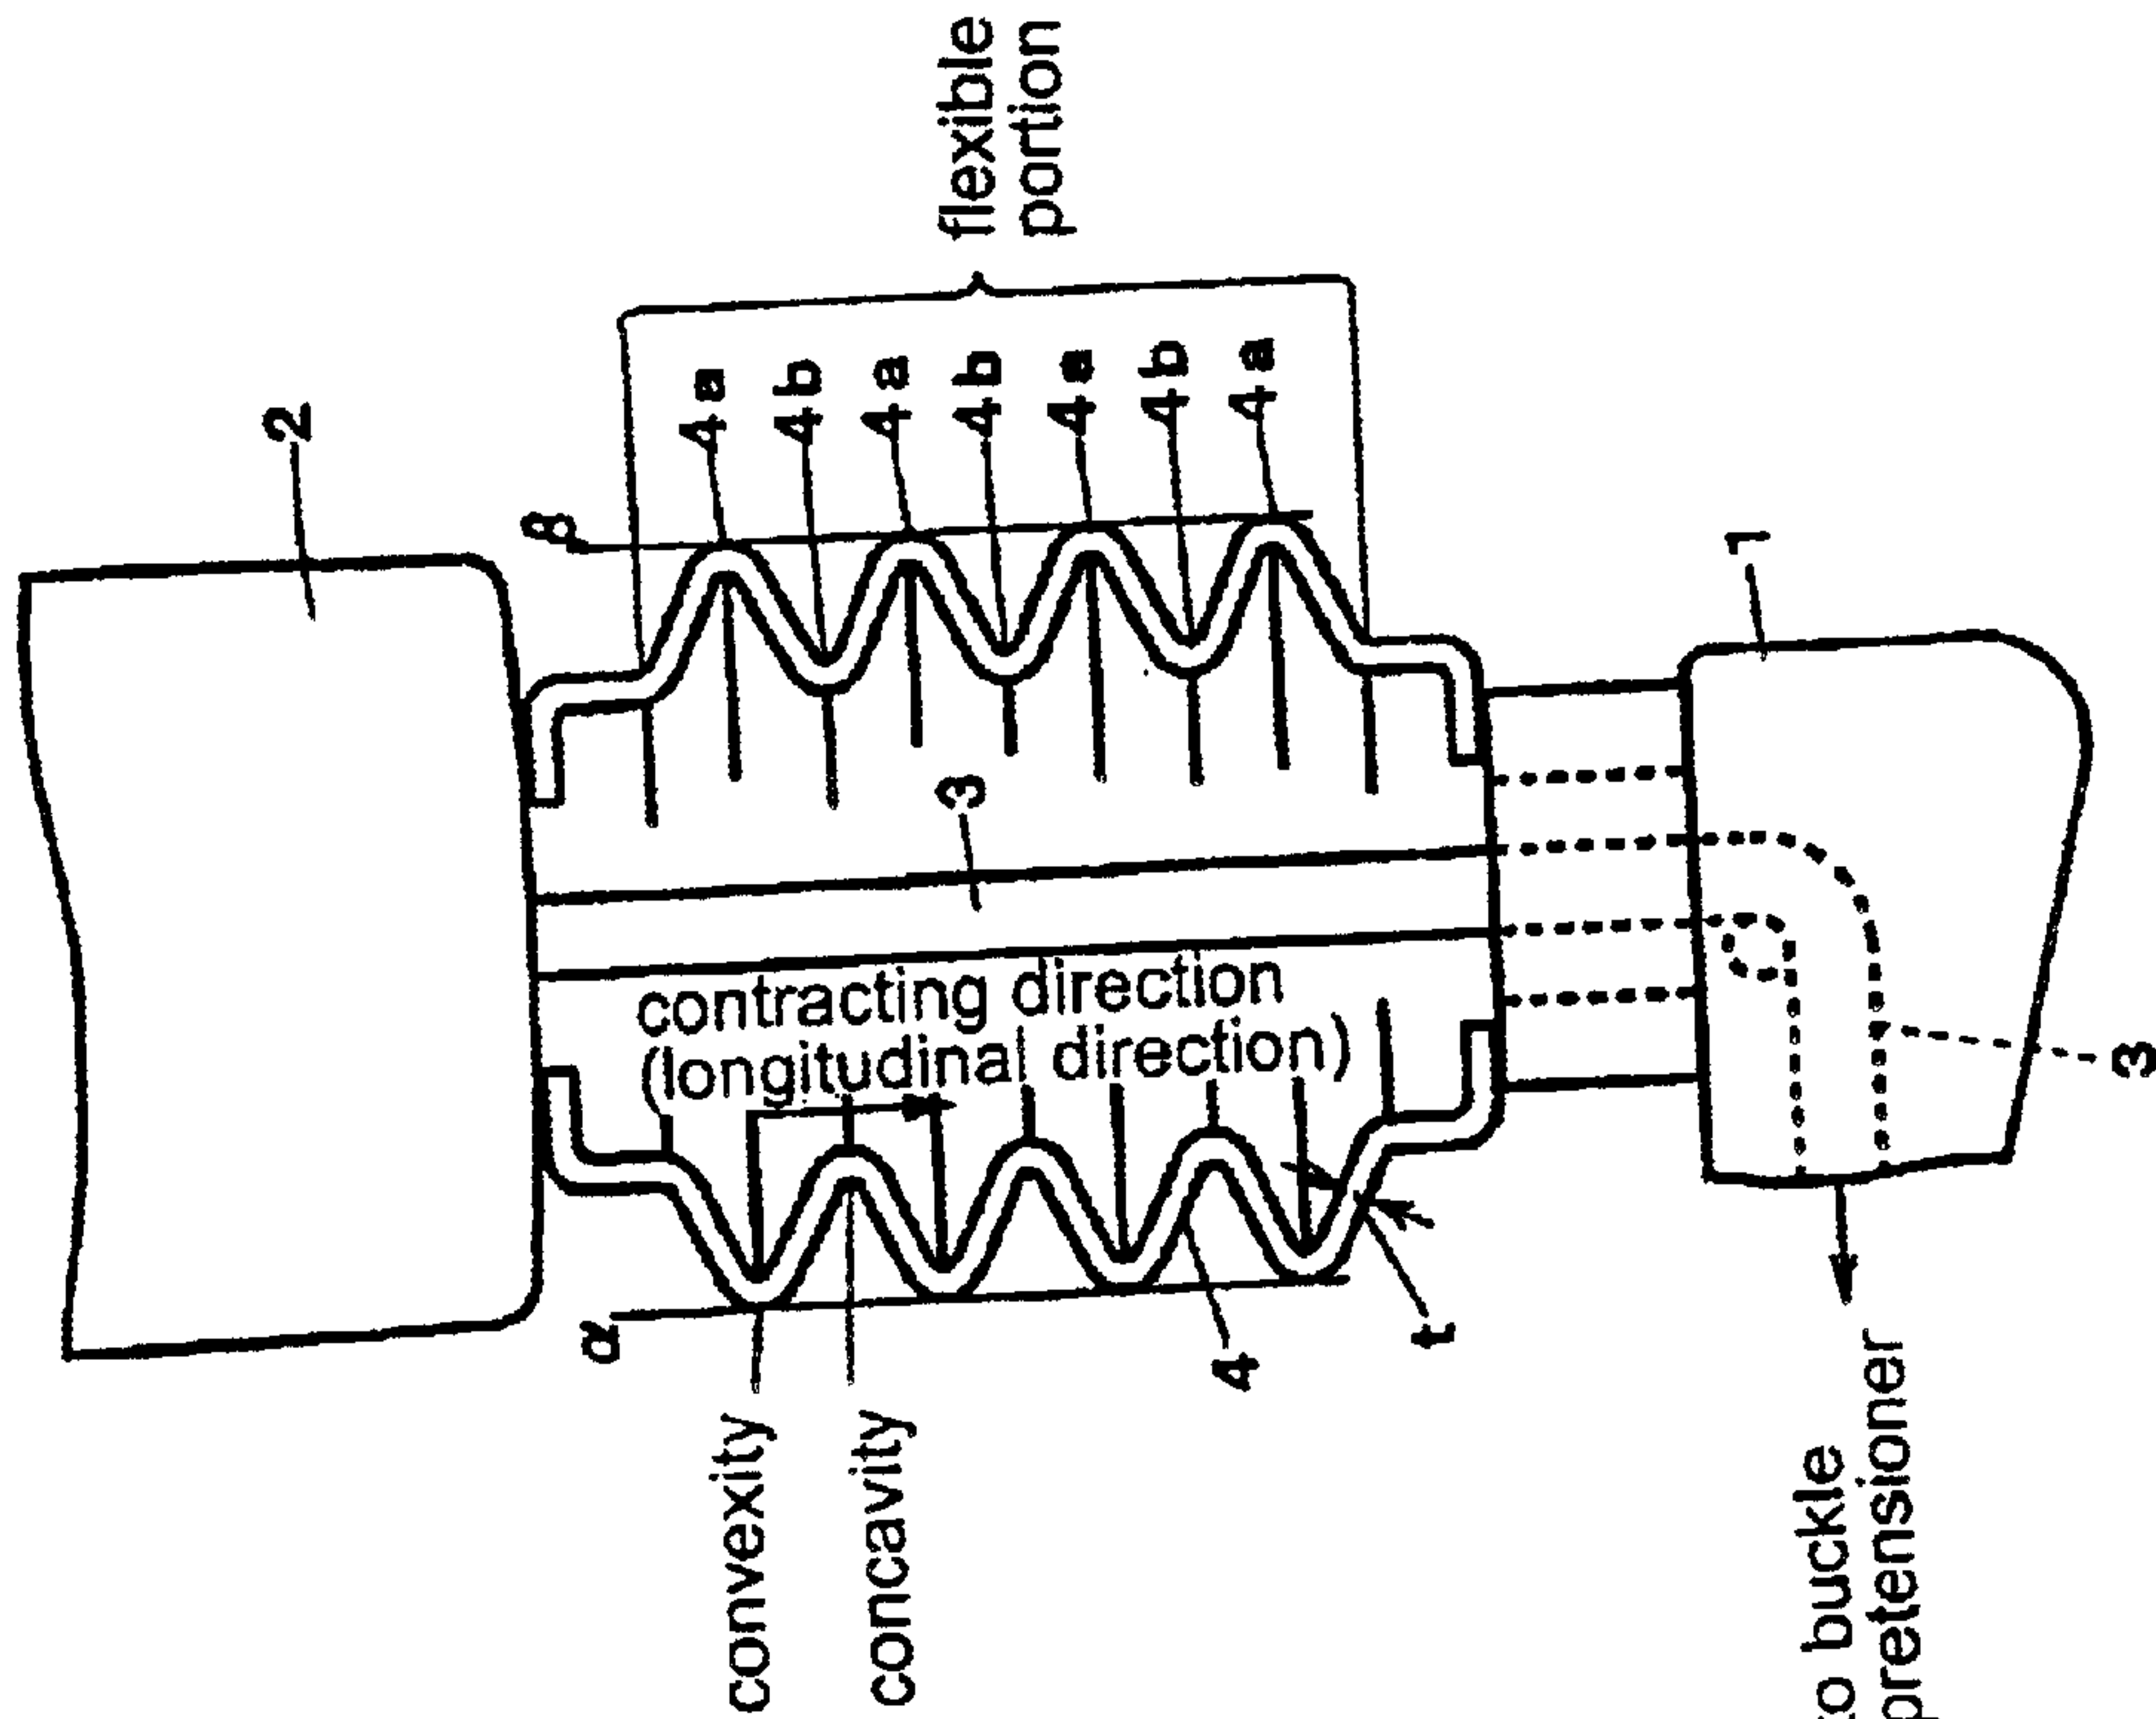 flexible
portion
2
8
4a
4b
4a
4b
4a
4b
4a
1
3
contracting direction
(longitudinal direction)
3
α
4
t
convexity
concavity
to buckle
pretensioner